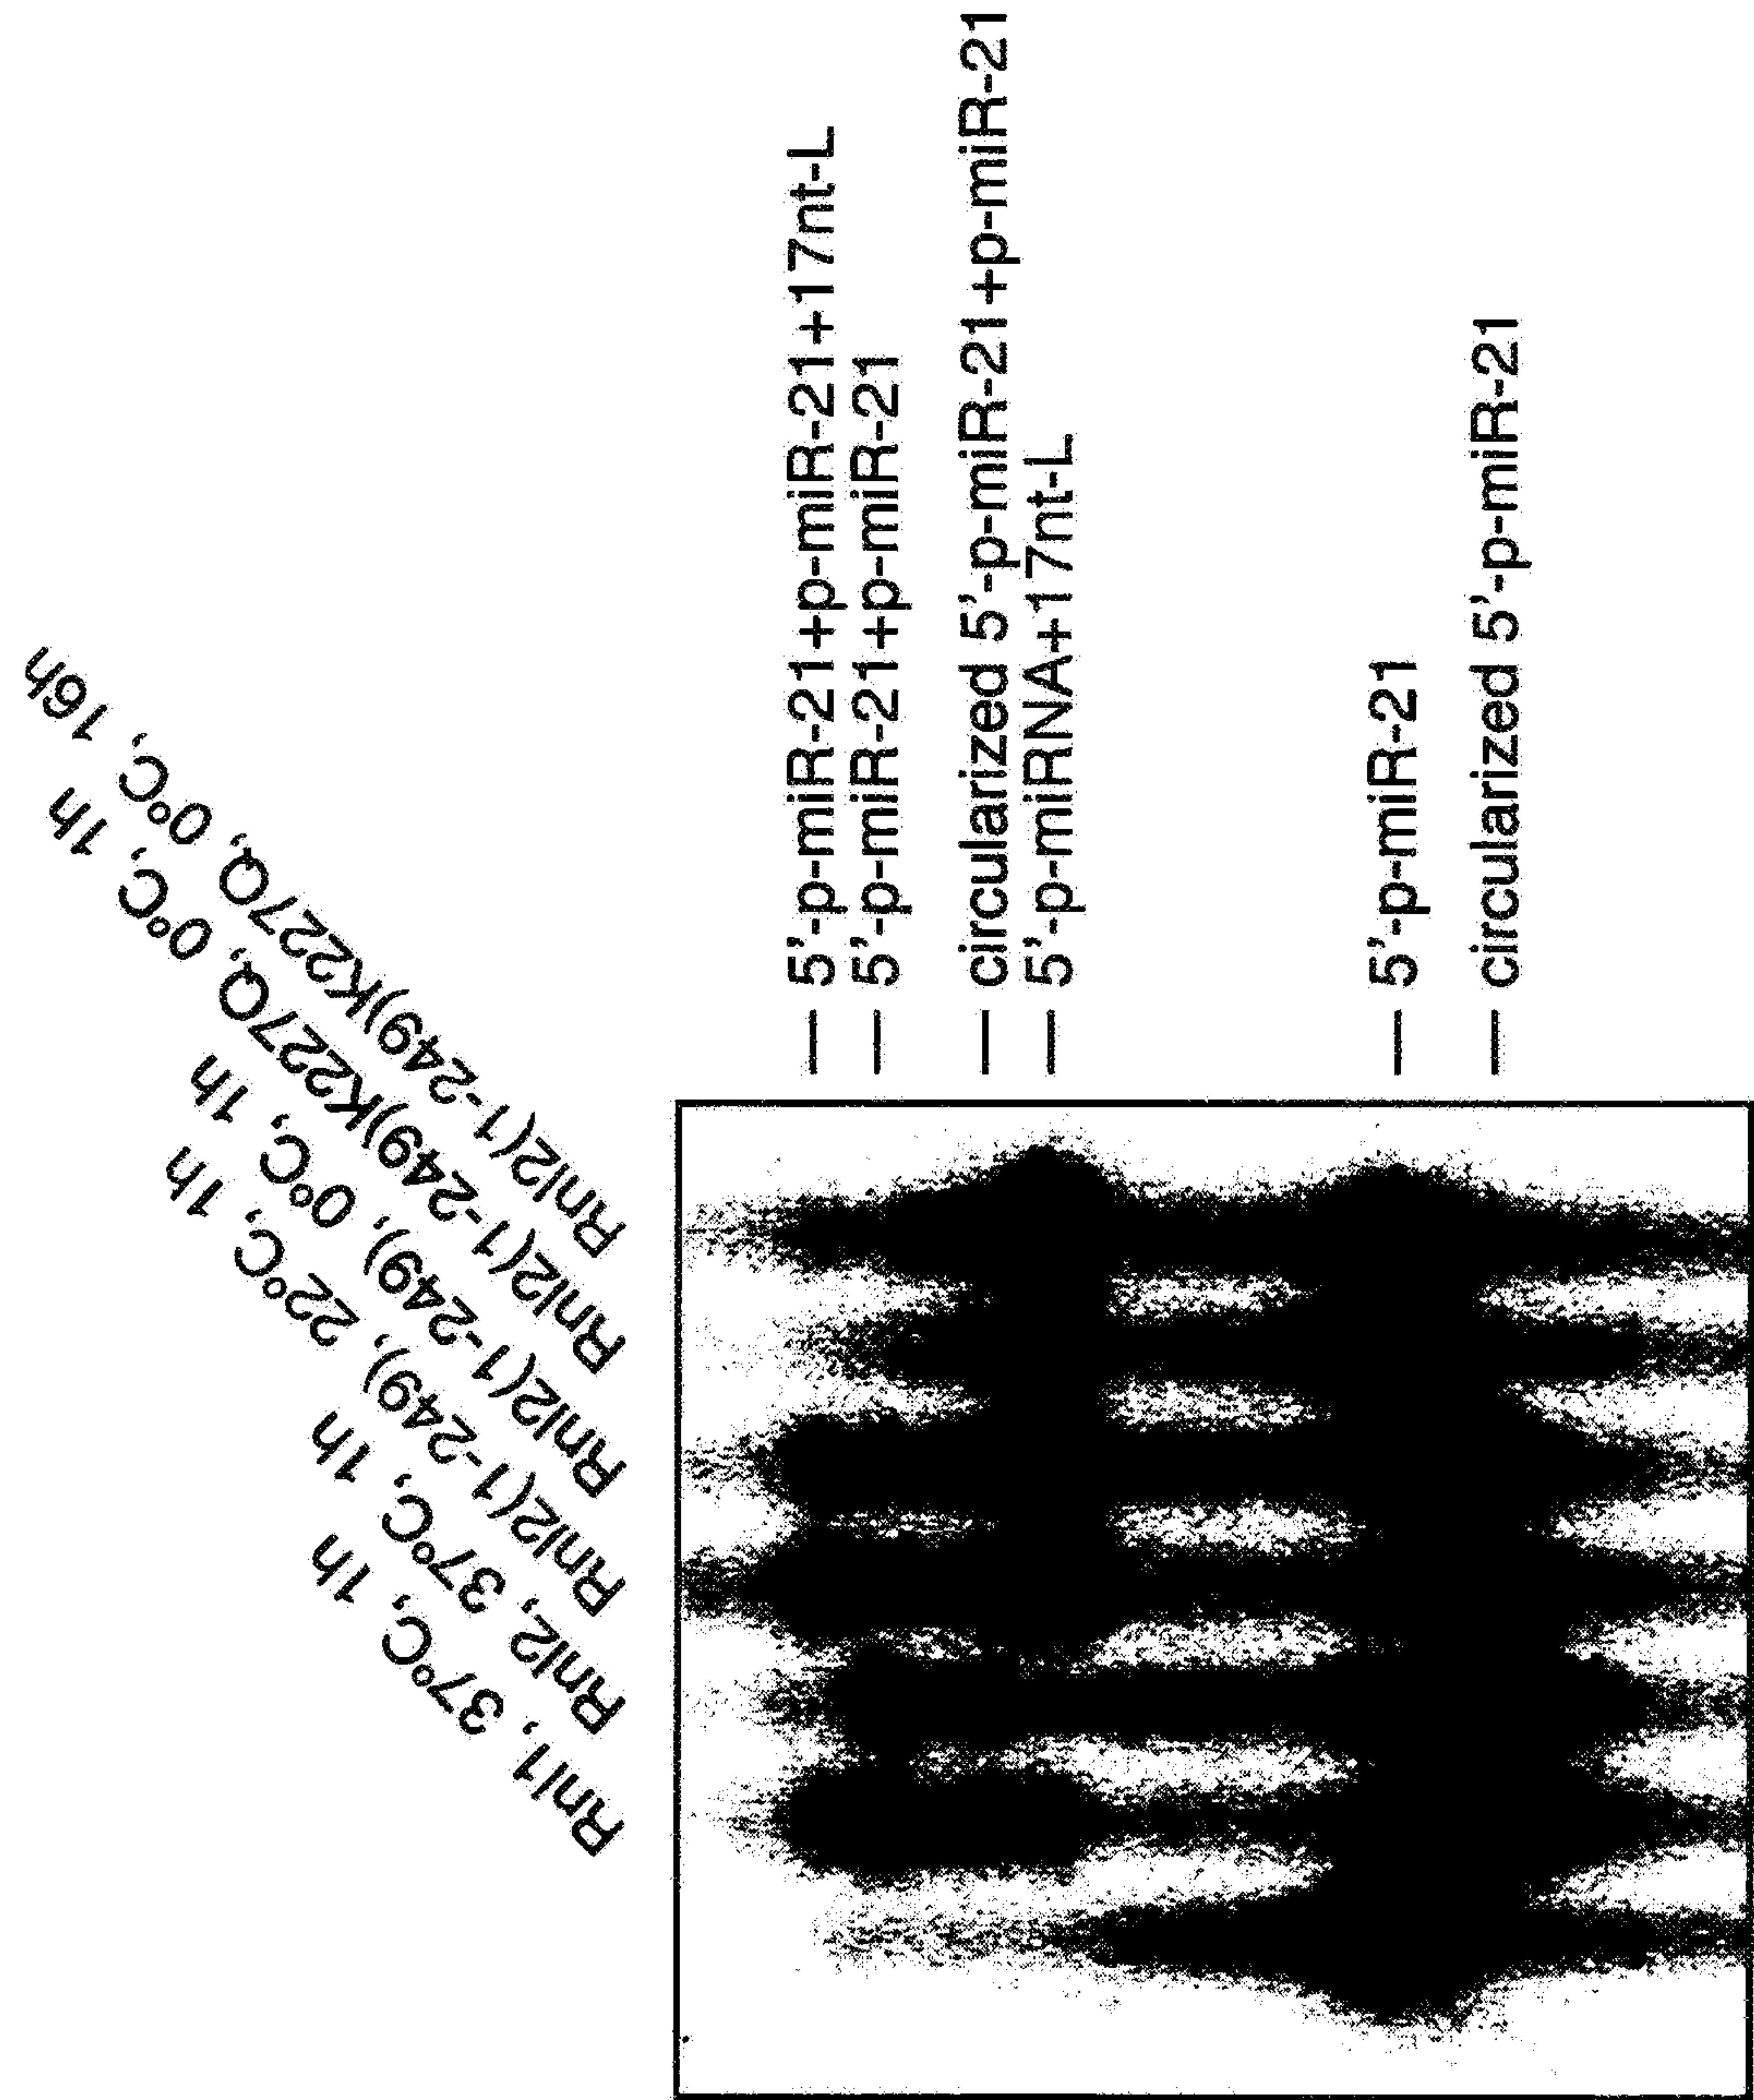 Rnl1, 37°C, 1h
Rnl2, 37°C, 1h
Rnl2(1-249), 22°C, 1h
Rnl2(1-249), 0°C, 1h
Rnl2(1-249)K227Q, 0°C, 1h
Rnl2(1-249)K227Q, 0°C, 16h
5'-p-miR-21+p-miR-21+17nt-L
5'-p-miR-21+p-miR-21
circularized 5'-p-miR-21+p-miR-21
5'-p-miRNA+17nt-L
5'-p-miR-21
circularized 5'-p-miR-21